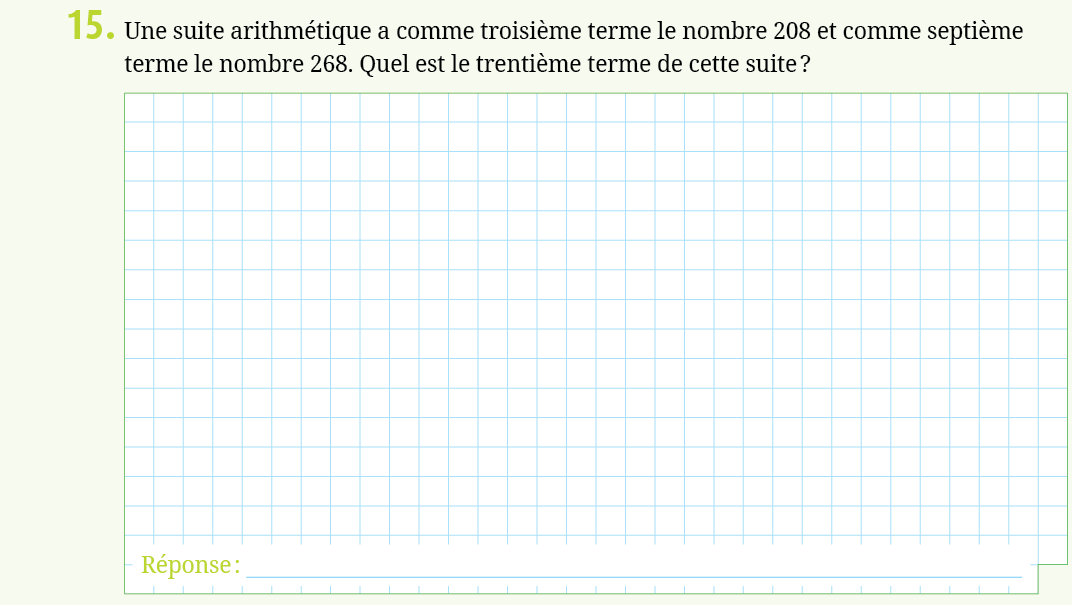 15. Une suite arithmétique a comme troisième terme le nombre 208 et comme septième
terme le nombre 268. Quel est le trentième terme de cette suite ?
Réponse :